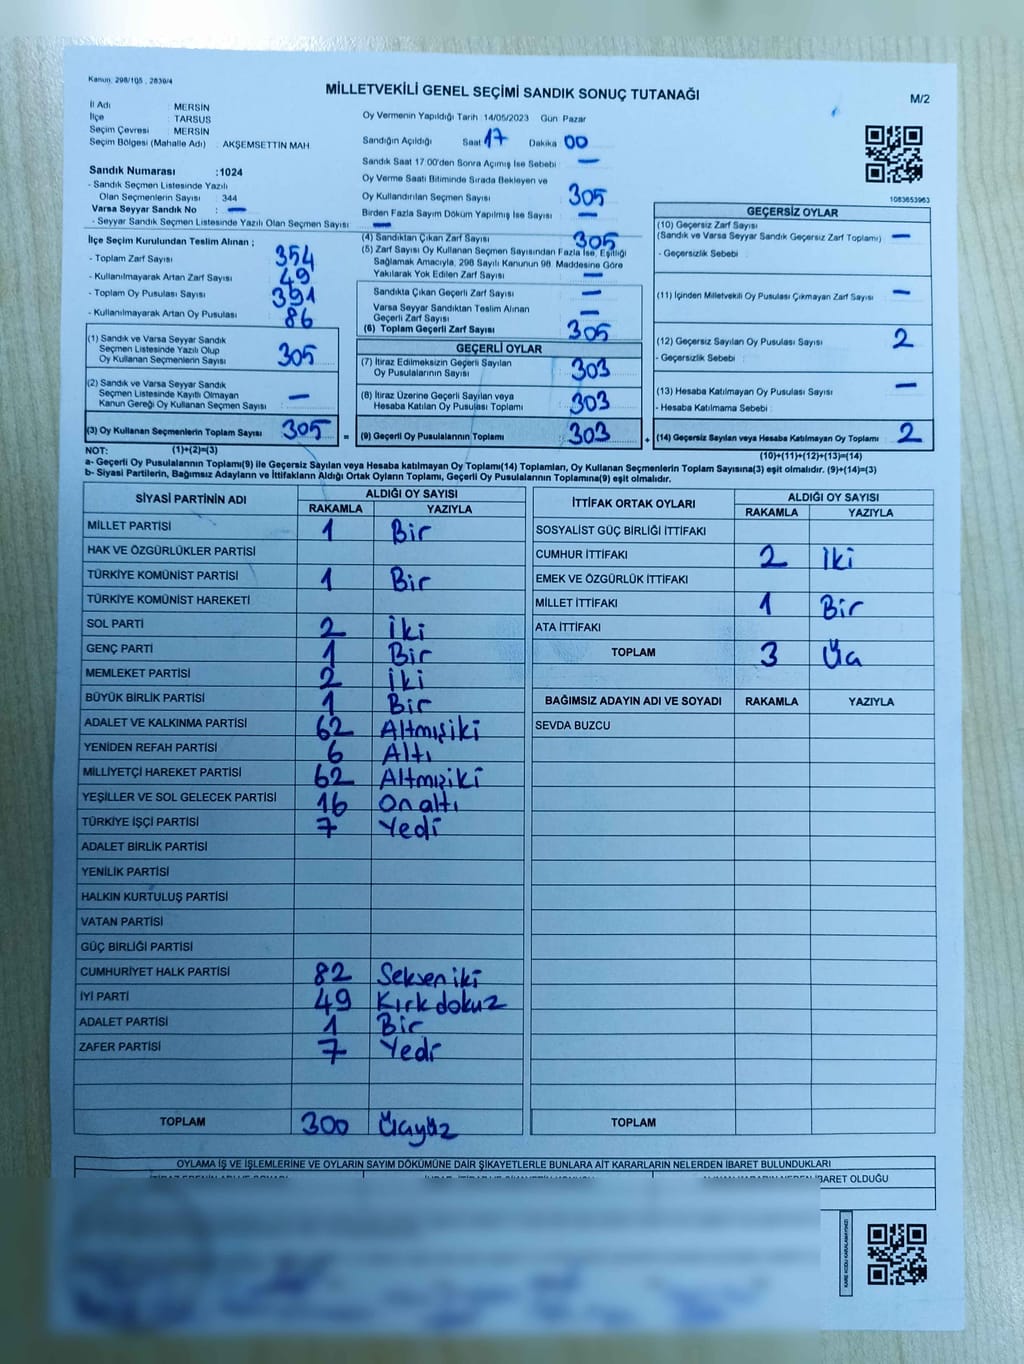 Kanun: 298/105 , 2839/4
MİLLETVEKİLİ GENEL SEÇİMİ SANDIK SONUÇ TUTANAĞI
M/2
İl Adı : MERSİN
İlçe : TARSUS
Seçim Çevresi : MERSİN
Seçim Bölgesi (Mahalle Adı) : AKŞEMSETTIN MAH
Sandık Numarası :1024
- Sandık Seçmen Listesinde Yazılı
Olan Seçmenlerin Sayısı : 344
Varsa Seyyar Sandık No : —
- Seyyar Sandık Seçmen Listesinde Yazılı Olan Seçmen Sayısı : —
Oy Vermenin Yapıldığı Tarih 14/05/2023 Gün Pazar
Sandığın Açıldığı Saat 17 Dakika 00
Sandık Saat 17:00'den Sonra Açımış İse Sebebi : —
Oy Verme Saati Bitiminde Sırada Bekleyen ve
Oy Kullandırılan Seçmen Sayısı : 305
Birden Fazla Sayım Döküm Yapılmış İse Sayısı : —
1083653963
İlçe Seçim Kurulundan Teslim Alınan ;
- Toplam Zarf Sayısı : 354
- Kullanılmayarak Artan Zarf Sayısı : 49
- Toplam Oy Pusulası Sayısı : 391
- Kullanılmayarak Artan Oy Pusulası : 86
(1) Sandık ve Varsa Seyyar Sandık
Seçmen Listesinde Yazılı Olup
Oy Kullanan Seçmenlerin Sayısı : 305
(2) Sandık ve Varsa Seyyar Sandık
Seçmen Listesinde Kayıtlı Olmayan
Kanun Gereği Oy Kullanan Seçmen Sayısı : —
(3) Oy Kullanan Seçmenlerin Toplam Sayısı : 305
(4) Sandıktan Çıkan Zarf Sayısı : 305
(5) Zarf Sayısı Oy Kullanan Seçmen Sayısından Fazla İse, Eşitliği
Sağlamak Amacıyla, 298 Sayılı Kanunun 98. Maddesine Göre
Yakılarak Yok Edilen Zarf Sayısı : —
Sandıkta Çıkan Geçerli Zarf Sayısı : —
Varsa Seyyar Sandıktan Teslim Alınan
Geçerli Zarf Sayısı : —
(6) Toplam Geçerli Zarf Sayısı : 305
GEÇERLİ OYLAR
(7) İtiraz Edilmeksizin Geçerli Sayılan
Oy Pusulalarının Sayısı : 303
(8) İtiraz Üzerine Geçerli Sayılan veya
Hesaba Katılan Oy Pusulası Toplamı : 303
= (9) Geçerli Oy Pusulalarının Toplamı : 303 +
GEÇERSİZ OYLAR
(10) Geçersiz Zarf Sayısı
(Sandık ve Varsa Seyyar Sandık Geçersiz Zarf Toplamı) : —
- Geçersizlik Sebebi :
(11) İçinden Milletvekili Oy Pusulası Çıkmayan Zarf Sayısı : —
(12) Geçersiz Sayılan Oy Pusulası Sayısı : 2
- Geçersizlik Sebebi :
(13) Hesaba Katılmayan Oy Pusulası Sayısı : —
- Hesaba Katılmama Sebebi :
(14) Geçersiz Sayılan veya Hesaba Katılmayan Oy Toplamı : 2
NOT: (1)+(2)=(3)
(10)+(11)+(12)+(13)=(14)
a- Geçerli Oy Pusulalarının Toplamı(9) ile Geçersiz Sayılan veya Hesaba katılmayan Oy Toplamı(14) Toplamları, Oy Kullanan Seçmenlerin Toplam Sayısına(3) eşit olmalıdır. (9)+(14)=(3)
b- Siyasi Partilerin, Bağımsız Adayların ve İttifakların Aldığı Ortak Oyların Toplamı, Geçerli Oy Pusulalarının Toplamına(9) eşit olmalıdır.
SİYASİ PARTİNİN ADI ALDIĞI OY SAYISI
RAKAMLA YAZIYLA
MİLLET PARTİSİ 1 Bir
HAK VE ÖZGÜRLÜKLER PARTİSİ
TÜRKİYE KOMÜNİST PARTİSİ 1 Bir
TÜRKİYE KOMÜNİST HAREKETİ
SOL PARTİ 2 İki
GENÇ PARTİ 1 Bir
MEMLEKET PARTİSİ 2 İki
BÜYÜK BİRLİK PARTİSİ 1 Bir
ADALET VE KALKINMA PARTİSİ 62 Altmışiki
YENİDEN REFAH PARTİSİ 6 Altı
MİLLİYETÇİ HAREKET PARTİSİ 62 Altmışiki
YEŞİLLER VE SOL GELECEK PARTİSİ 16 On altı
TÜRKİYE İŞÇİ PARTİSİ 7 Yedi
ADALET BİRLİK PARTİSİ
YENİLİK PARTİSİ
HALKIN KURTULUŞ PARTİSİ
VATAN PARTİSİ
GÜÇ BİRLİĞİ PARTİSİ
CUMHURİYET HALK PARTİSİ 82 Seksen iki
İYİ PARTİ 49 Kırk dokuz
ADALET PARTİSİ 1 Bir
ZAFER PARTİSİ 7 Yedi
TOPLAM 300 Üçyüz
İTTİFAK ORTAK OYLARI ALDIĞI OY SAYISI
RAKAMLA YAZIYLA
SOSYALİST GÜÇ BİRLİĞİ İTTİFAKI
CUMHUR İTTİFAKI 2 İki
EMEK VE ÖZGÜRLÜK İTTİFAKI
MİLLET İTTİFAKI 1 Bir
ATA İTTİFAKI
TOPLAM 3 Üç
BAĞIMSIZ ADAYIN ADI VE SOYADI RAKAMLA YAZIYLA
SEVDA BUZCU
TOPLAM
OYLAMA İŞ VE İŞLEMLERİNE VE OYLARIN SAYIM DÖKÜMÜNE DAİR ŞİKAYETLERLE BUNLARA AİT KARARLARIN NELERDEN İBARET BULUNDUKLARI
İBARET OLDUĞU
KARE KODU KARALAMAYINIZ!